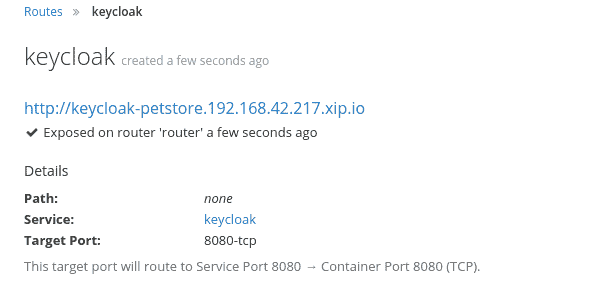 Routes » keycloak
keycloak created a few seconds ago
http://keycloak-petstore.192.168.42.217.xip.io
✔ Exposed on router 'router' a few seconds ago
Details
Path: none
Service: keycloak
Target Port: 8080-tcp
This target port will route to Service Port 8080 → Container Port 8080 (TCP).